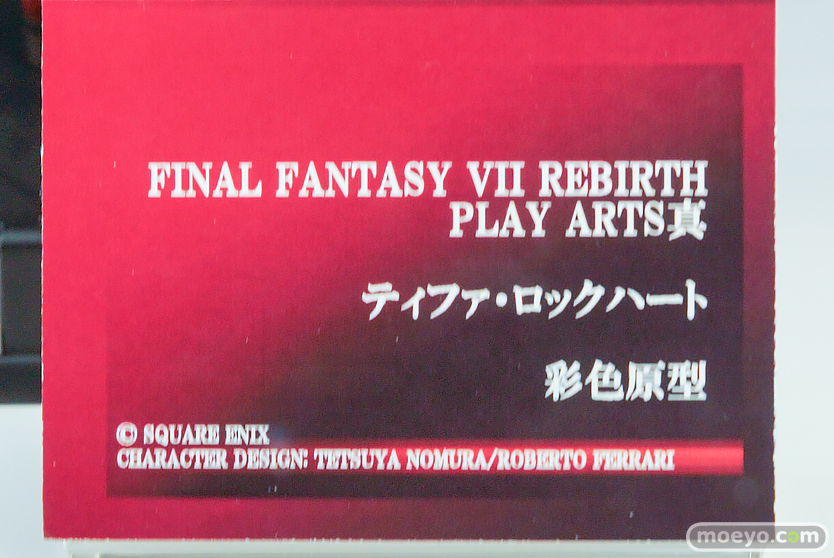 FINAL FANTASY VII REBIRTH
PLAY ARTS真
ティファ・ロックハート
彩色原型
© SQUARE ENIX
CHARACTER DESIGN: TETSUYA NOMURA/ROBERTO FERRARI
moeyo.com